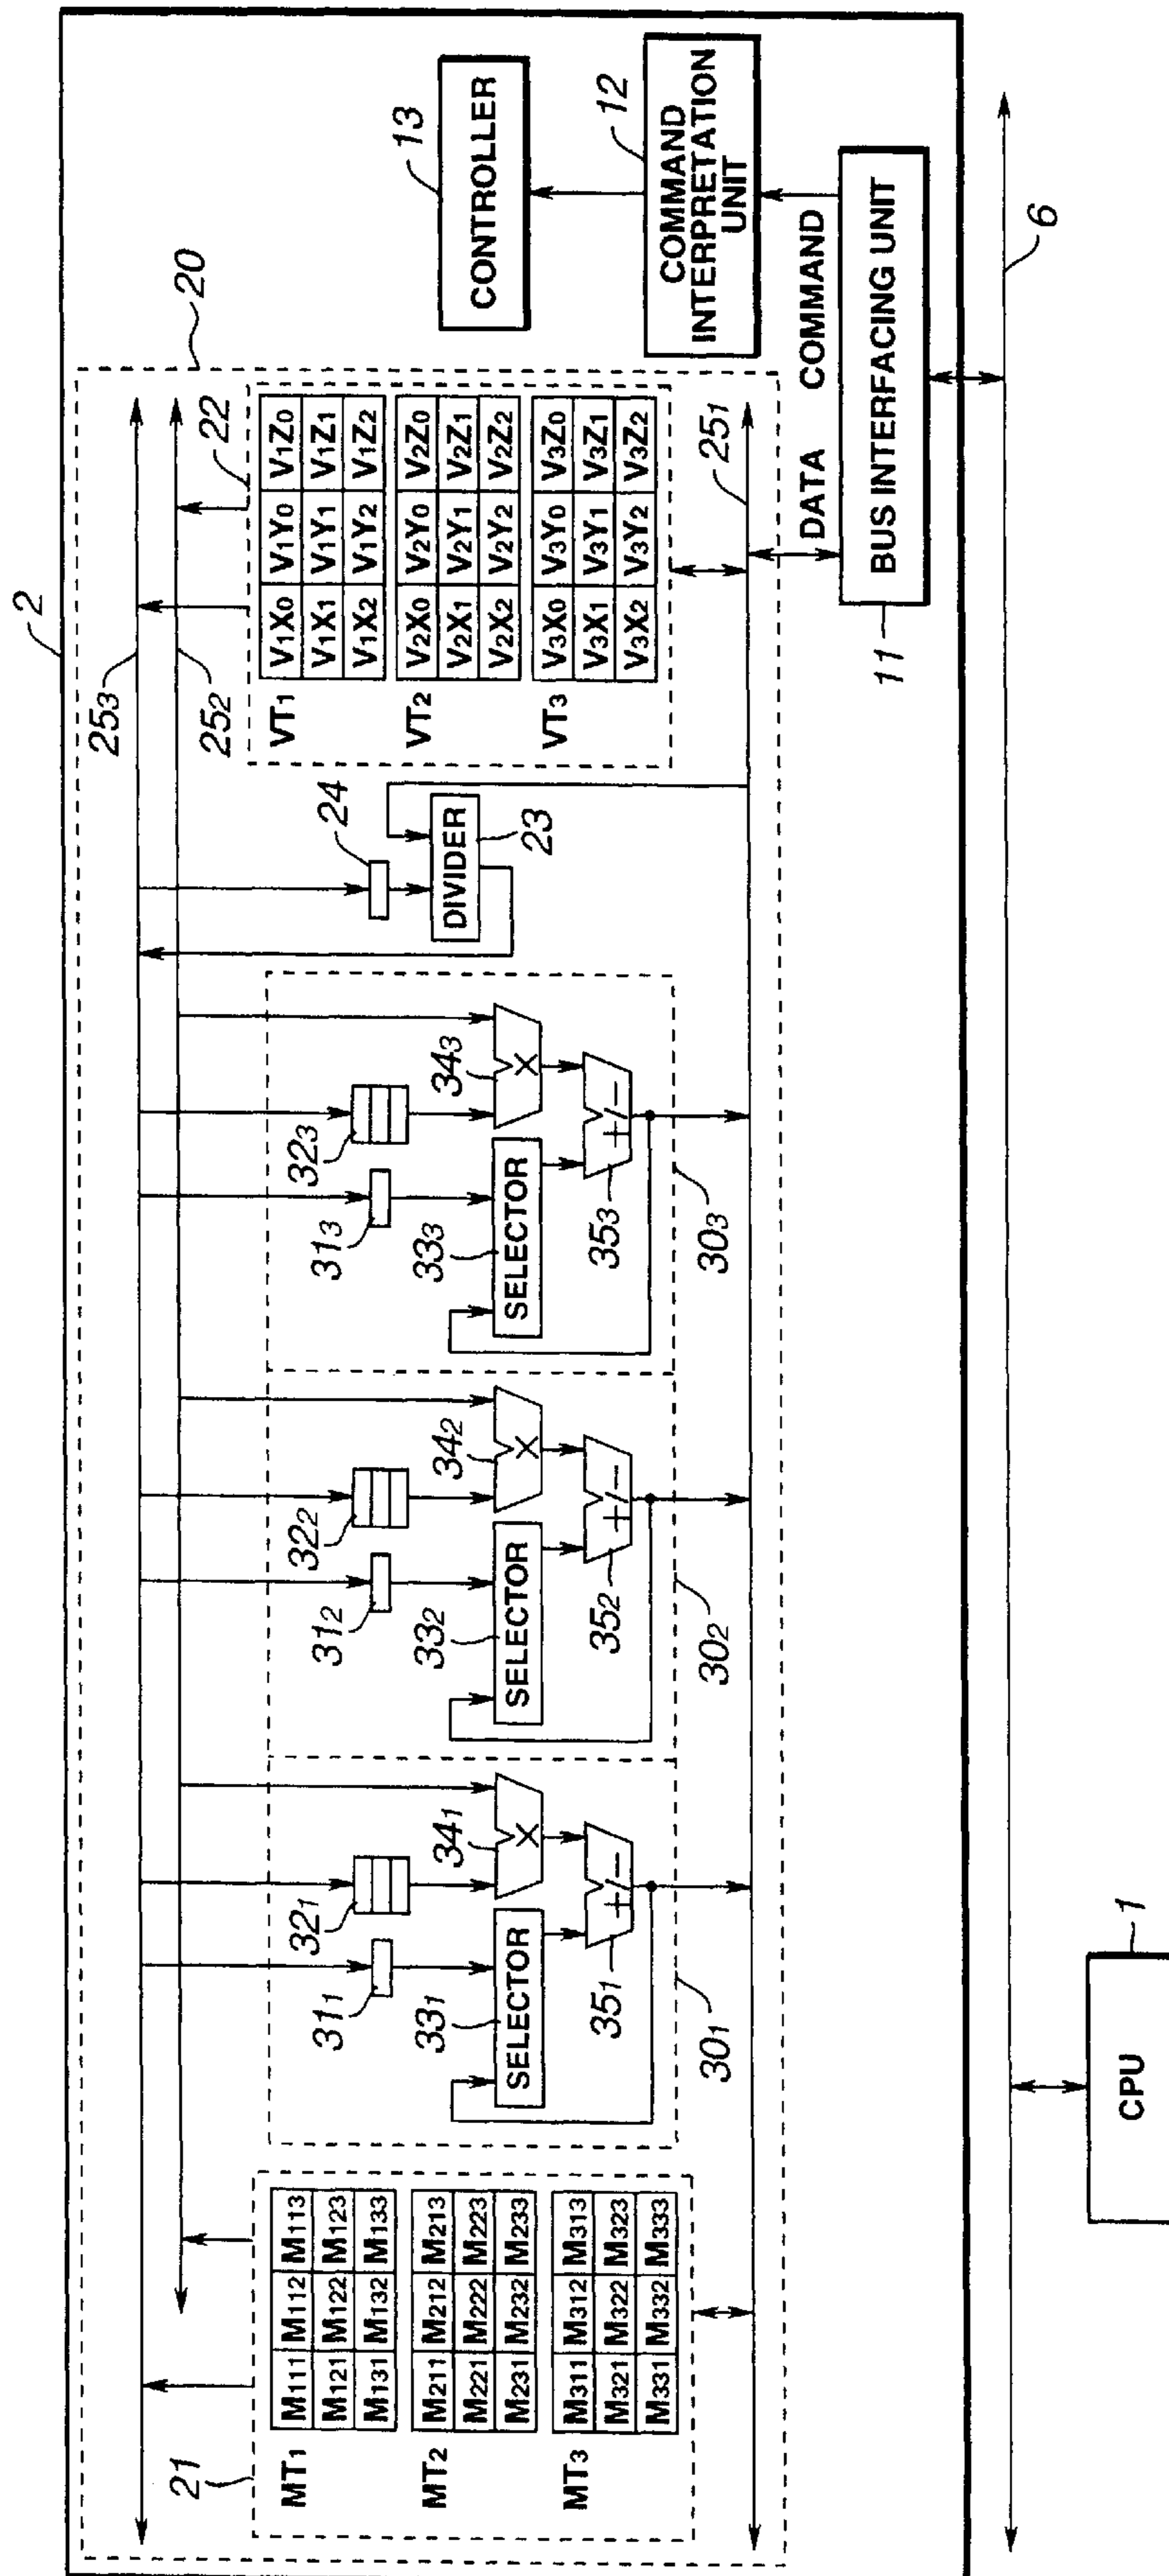 2
20
25₃
25₂
21
MT₁
M₁₁₁ M₁₁₂ M₁₁₃
M₁₂₁ M₁₂₂ M₁₂₃
M₁₃₁ M₁₃₂ M₁₃₃
MT₂
M₂₁₁ M₂₁₂ M₂₁₃
M₂₂₁ M₂₂₂ M₂₂₃
M₂₃₁ M₂₃₂ M₂₃₃
MT₃
M₃₁₁ M₃₁₂ M₃₁₃
M₃₂₁ M₃₂₂ M₃₂₃
M₃₃₁ M₃₃₂ M₃₃₃
31₁
32₁
33₁
SELECTOR
34₁
×
35₁
+/−
30₁
31₂
32₂
33₂
SELECTOR
34₂
×
35₂
+/−
30₂
31₃
32₃
33₃
SELECTOR
34₃
×
35₃
+/−
30₃
24
DIVIDER
23
22
VT₁
V₁X₀ V₁Y₀ V₁Z₀
V₁X₁ V₁Y₁ V₁Z₁
V₁X₂ V₁Y₂ V₁Z₂
VT₂
V₂X₀ V₂Y₀ V₂Z₀
V₂X₁ V₂Y₁ V₂Z₁
V₂X₂ V₂Y₂ V₂Z₂
VT₃
V₃X₀ V₃Y₀ V₃Z₀
V₃X₁ V₃Y₁ V₃Z₁
V₃X₂ V₃Y₂ V₃Z₂
25₁
13
CONTROLLER
12
COMMAND
INTERPRETATION
UNIT
DATA COMMAND
BUS INTERFACING UNIT
11
6
CPU
1